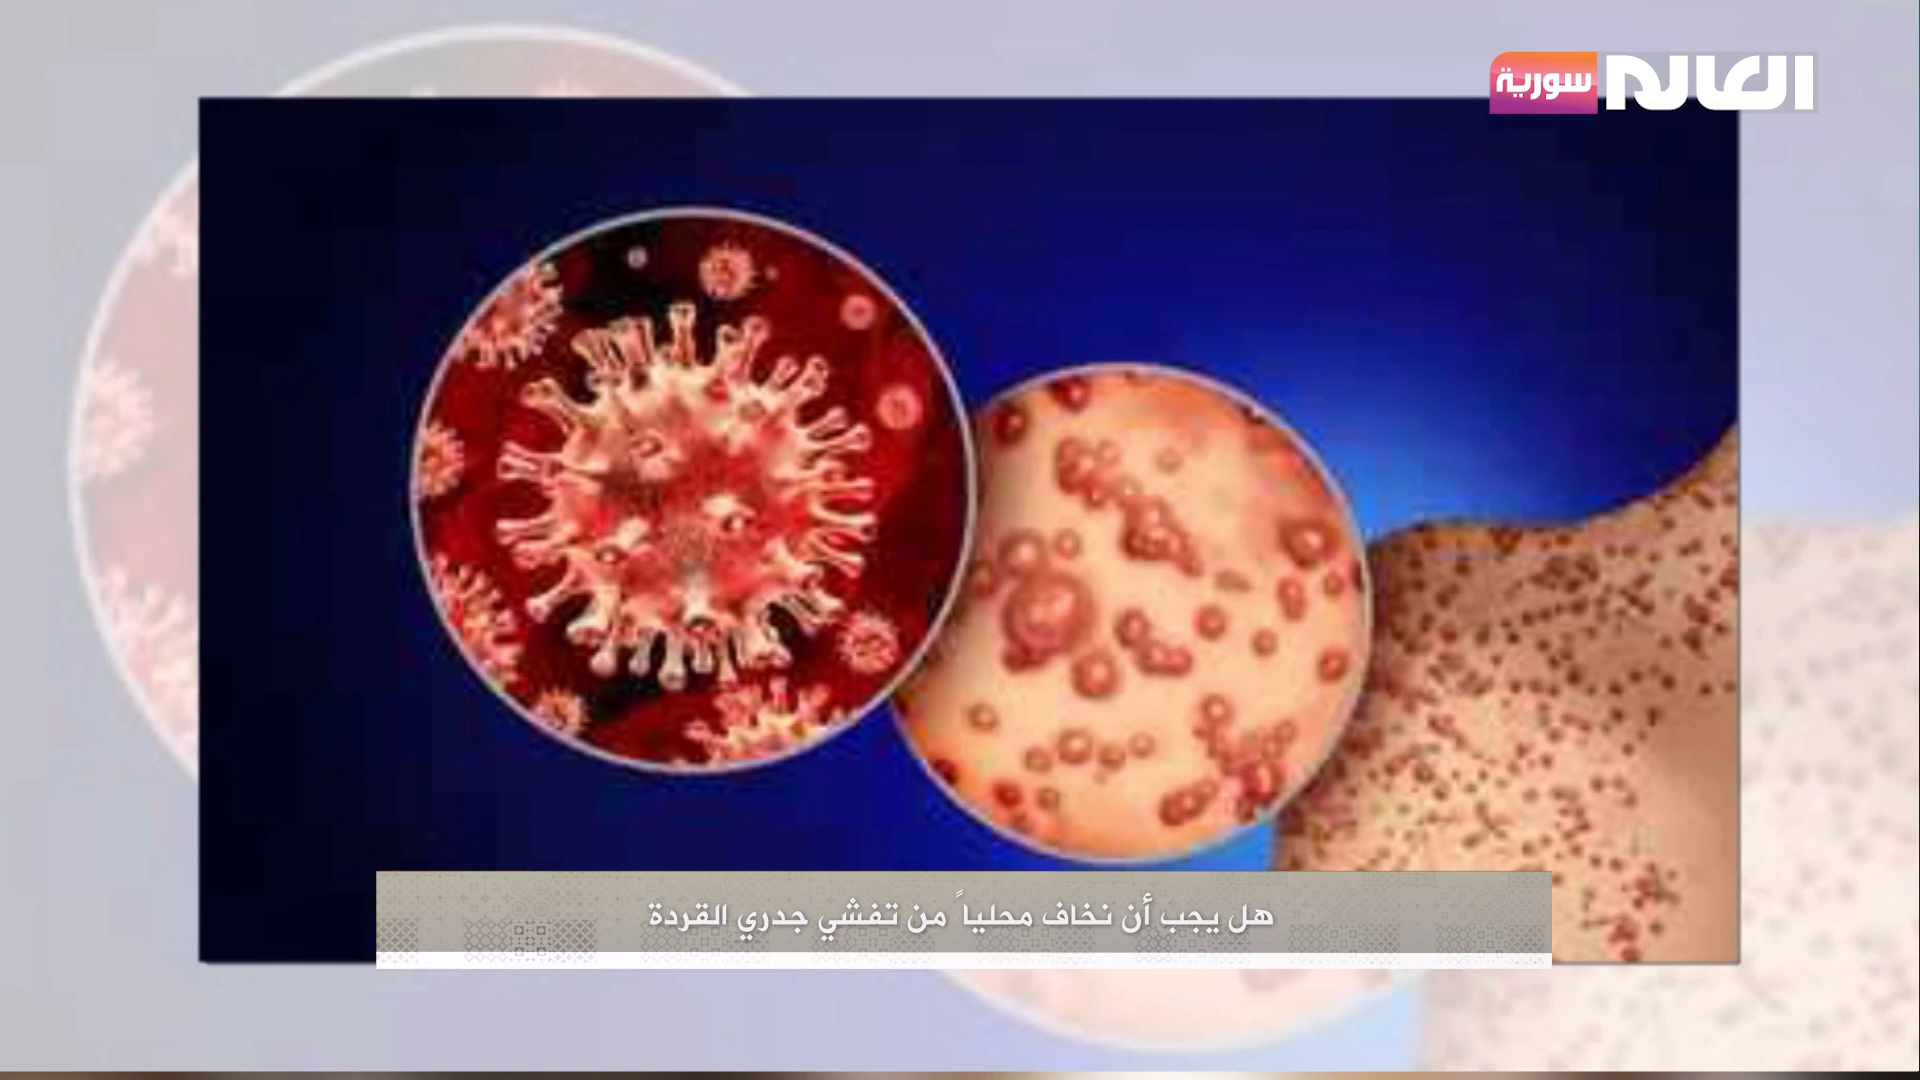 العالم سورية
هل يجب أن نخاف محلياً من تفشي جدري القردة